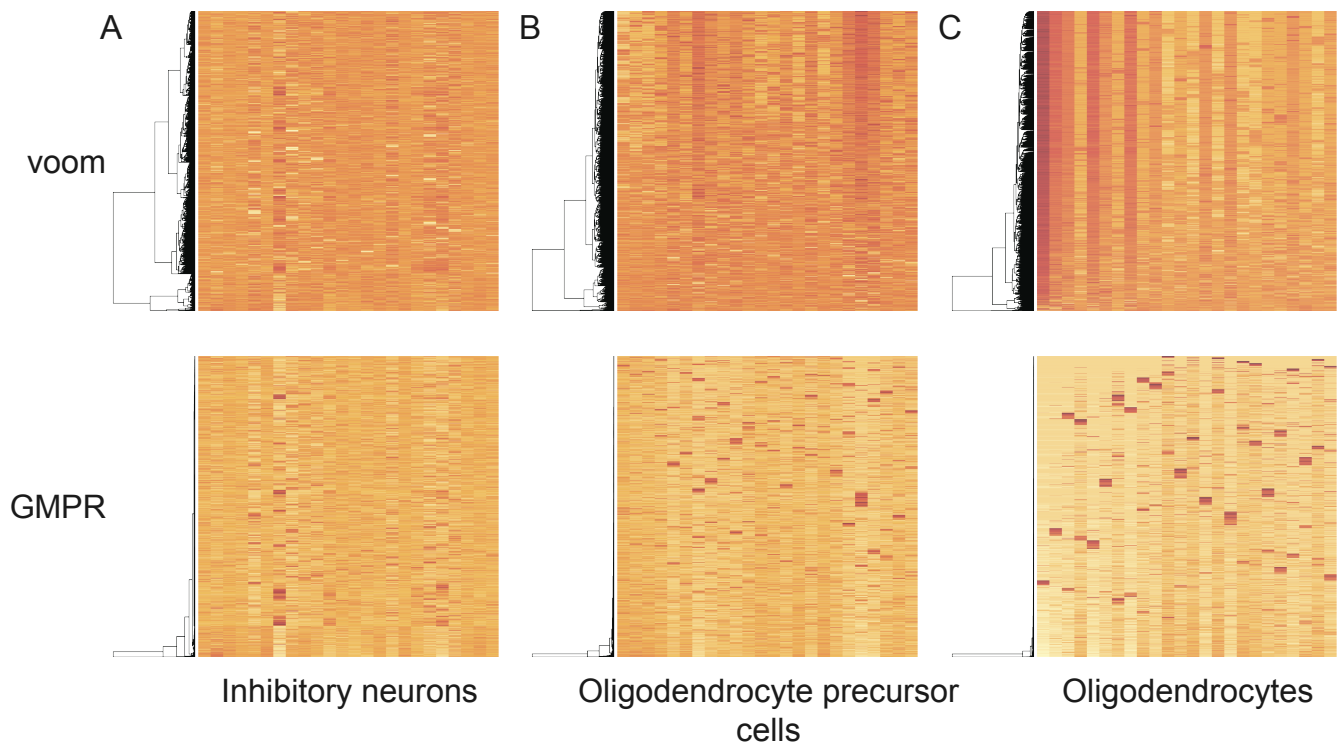 A
B
C
voom
GMPR
Inhibitory neurons
Oligodendrocyte precursor
cells
Oligodendrocytes